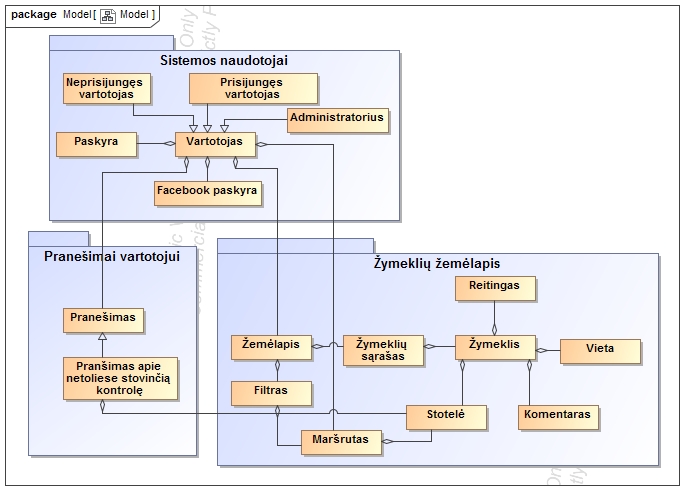 package Model [ Model ]
Sistemos naudotojai
Neprisijungęs
vartotojas
Prisijungęs
vartotojas
Administratorius
Paskyra
Vartotojas
Facebook paskyra
Pranešimai vartotojui
Pranešimas
Pranšimas apie
netoliese stovinčią
kontrolę
Žymeklių žemėlapis
Reitingas
Žemėlapis
Žymeklių
sąrašas
Žymeklis
Vieta
Filtras
Stotelė
Komentaras
Maršrutas